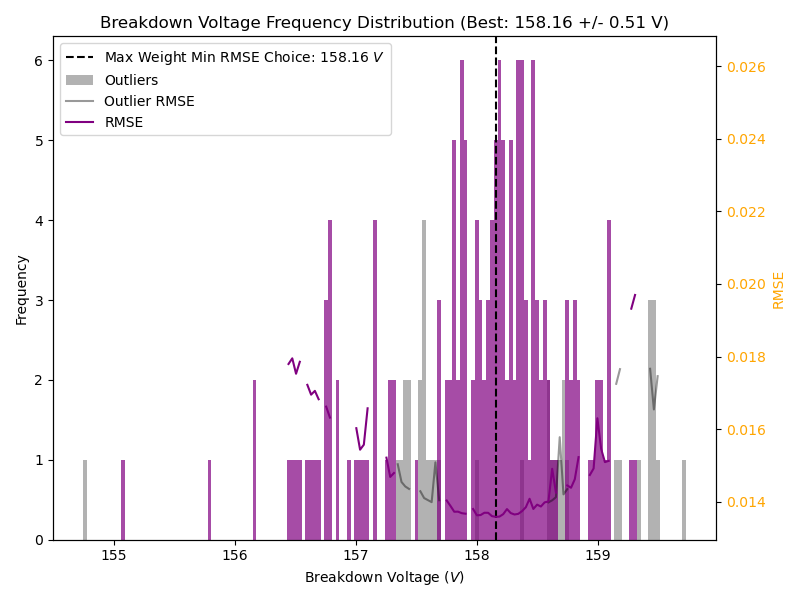 Breakdown Voltage Frequency Distribution (Best: 158.16 +/- 0.51 V)
Max Weight Min RMSE Choice: 158.16 V
Outliers
Outlier RMSE
RMSE
Frequency
6
5
4
3
2
1
0
0.026
0.024
0.022
0.020
0.018
0.016
0.014
RMSE
155 156 157 158 159
Breakdown Voltage (V)